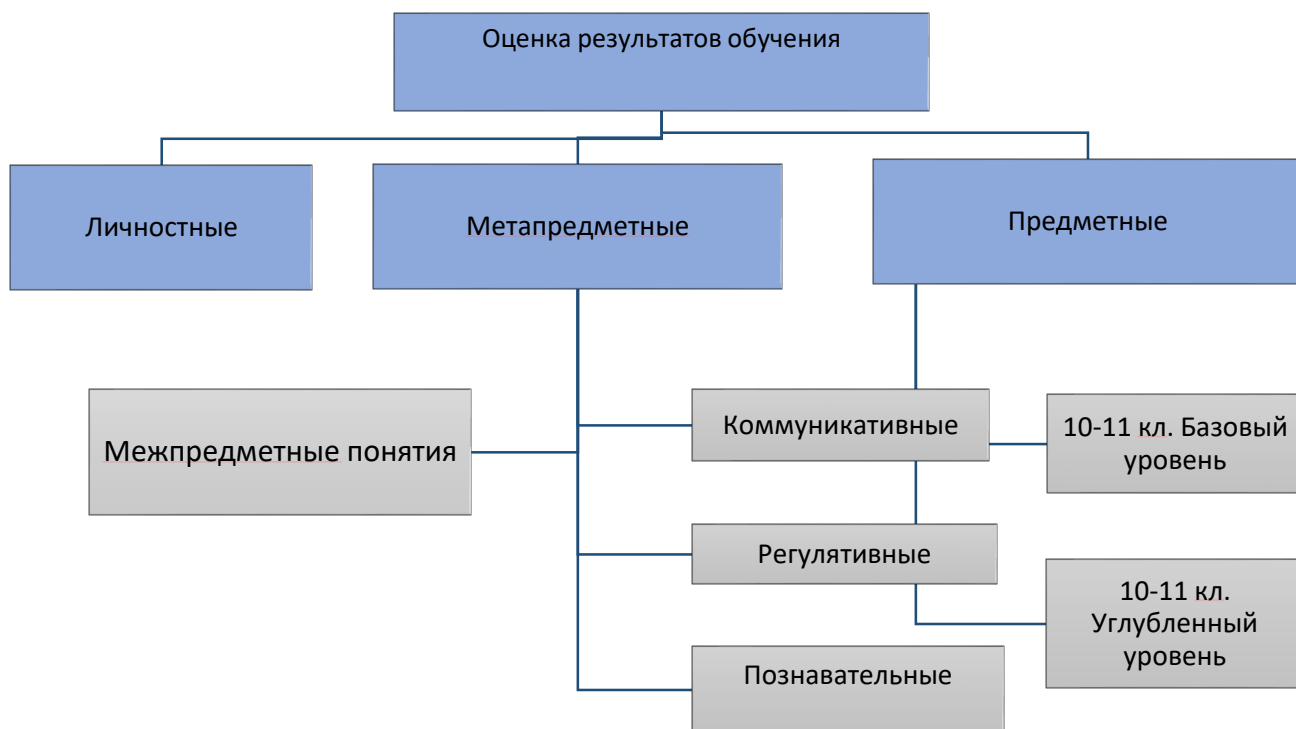 Оценка результатов обучения
Личностные
Метапредметные
Предметные
Межпредметные понятия
Коммуникативные
10-11 кл. Базовый
уровень
Регулятивные
10-11 кл.
Углубленный
уровень
Познавательные